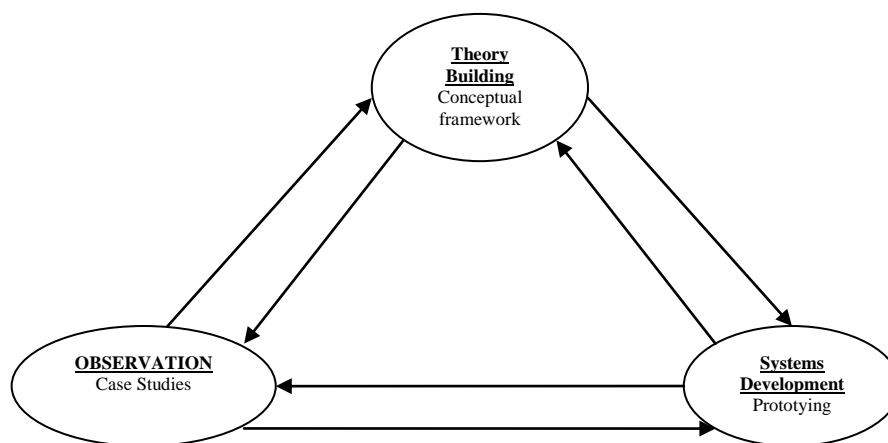 Theory
Building
Conceptual
framework
OBSERVATION
Case Studies
Systems
Development
Prototying